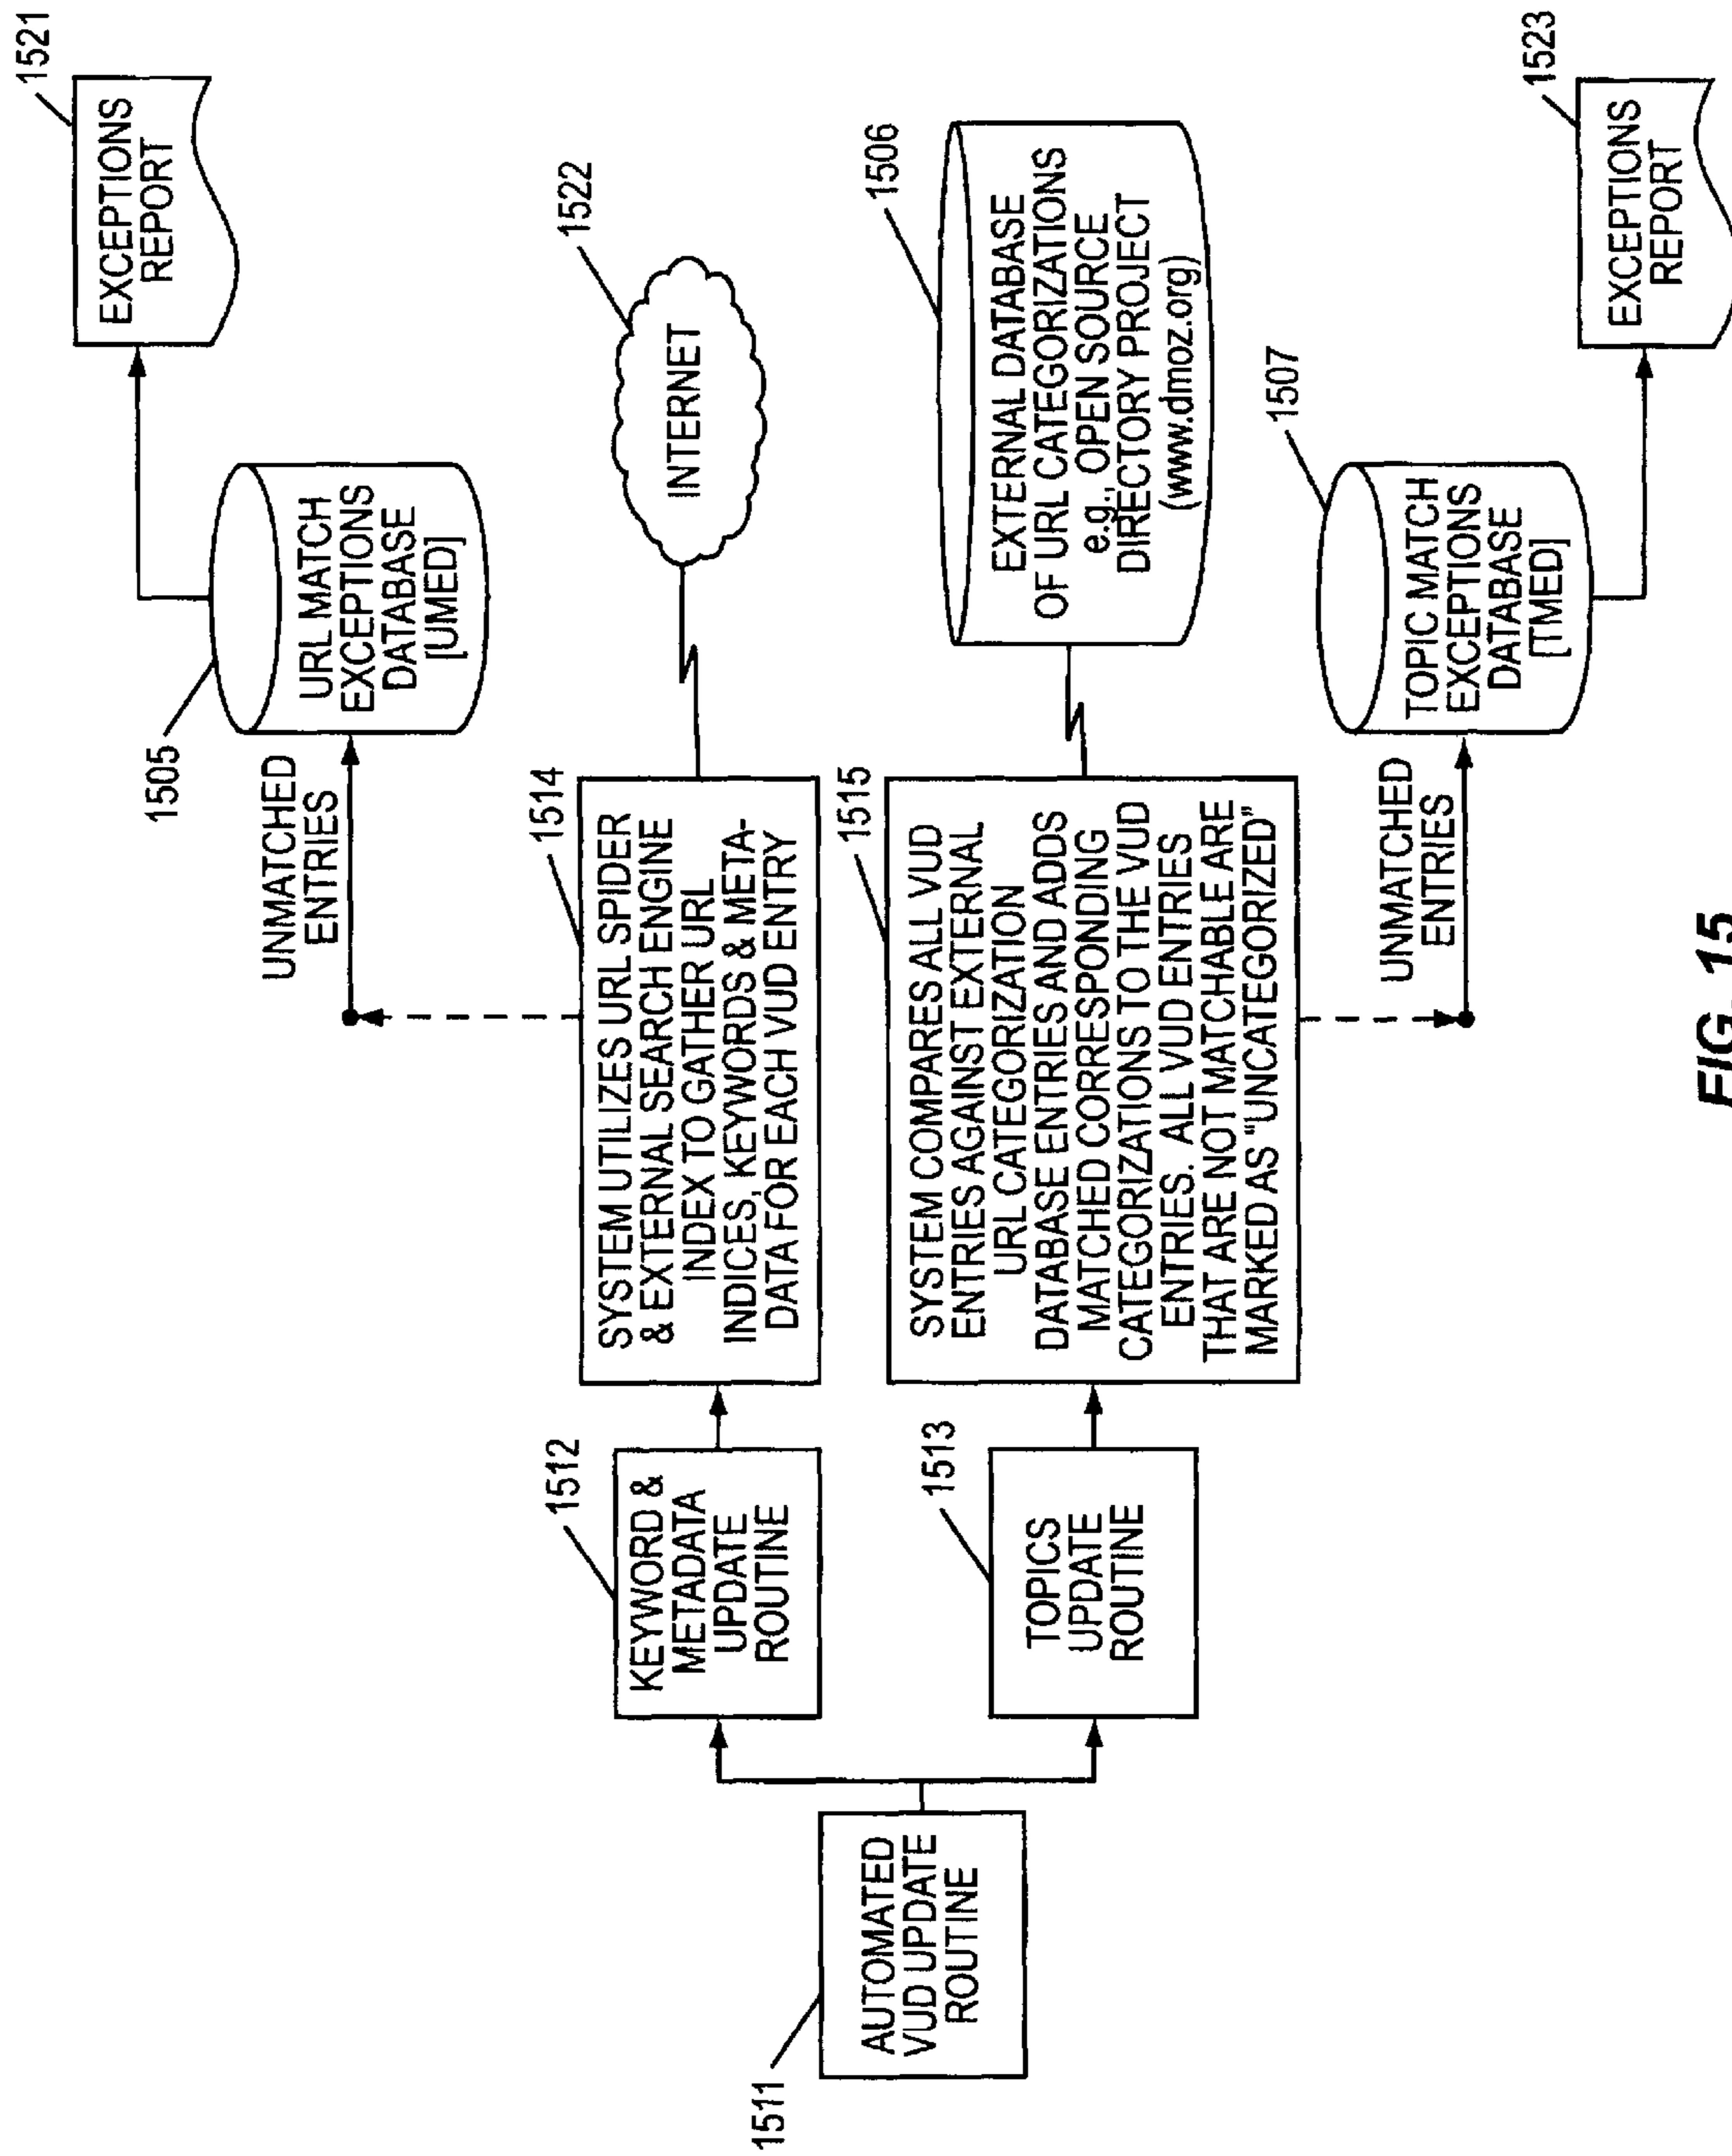 1511
AUTOMATED
VUD UPDATE
ROUTINE
1512
KEYWORD &
METADATA
UPDATE
ROUTINE
1513
TOPICS
UPDATE
ROUTINE
1514
SYSTEM UTILIZES URL SPIDER
& EXTERNAL SEARCH ENGINE
INDEX TO GATHER URL
INDICES, KEYWORDS & META-
DATA FOR EACH VUD ENTRY
1515
SYSTEM COMPARES ALL VUD
ENTRIES AGAINST EXTERNAL
URL CATEGORIZATION
DATABASE ENTRIES AND ADDS
MATCHED CORRESPONDING
CATEGORIZATIONS TO THE VUD
ENTRIES. ALL VUD ENTRIES
THAT ARE NOT MATCHABLE ARE
MARKED AS "UNCATEGORIZED"
UNMATCHED
ENTRIES
1505
URL MATCH
EXCEPTIONS
DATABASE
[UMED]
1521
EXCEPTIONS
REPORT
INTERNET
1522
EXTERNAL DATABASE
OF URL CATEGORIZATIONS
e.g., OPEN SOURCE
DIRECTORY PROJECT
(www.dmoz.org)
1506
UNMATCHED
ENTRIES
TOPIC MATCH
EXCEPTIONS
DATABASE
[TMED]
1507
EXCEPTIONS
REPORT
1523
FIG. 15